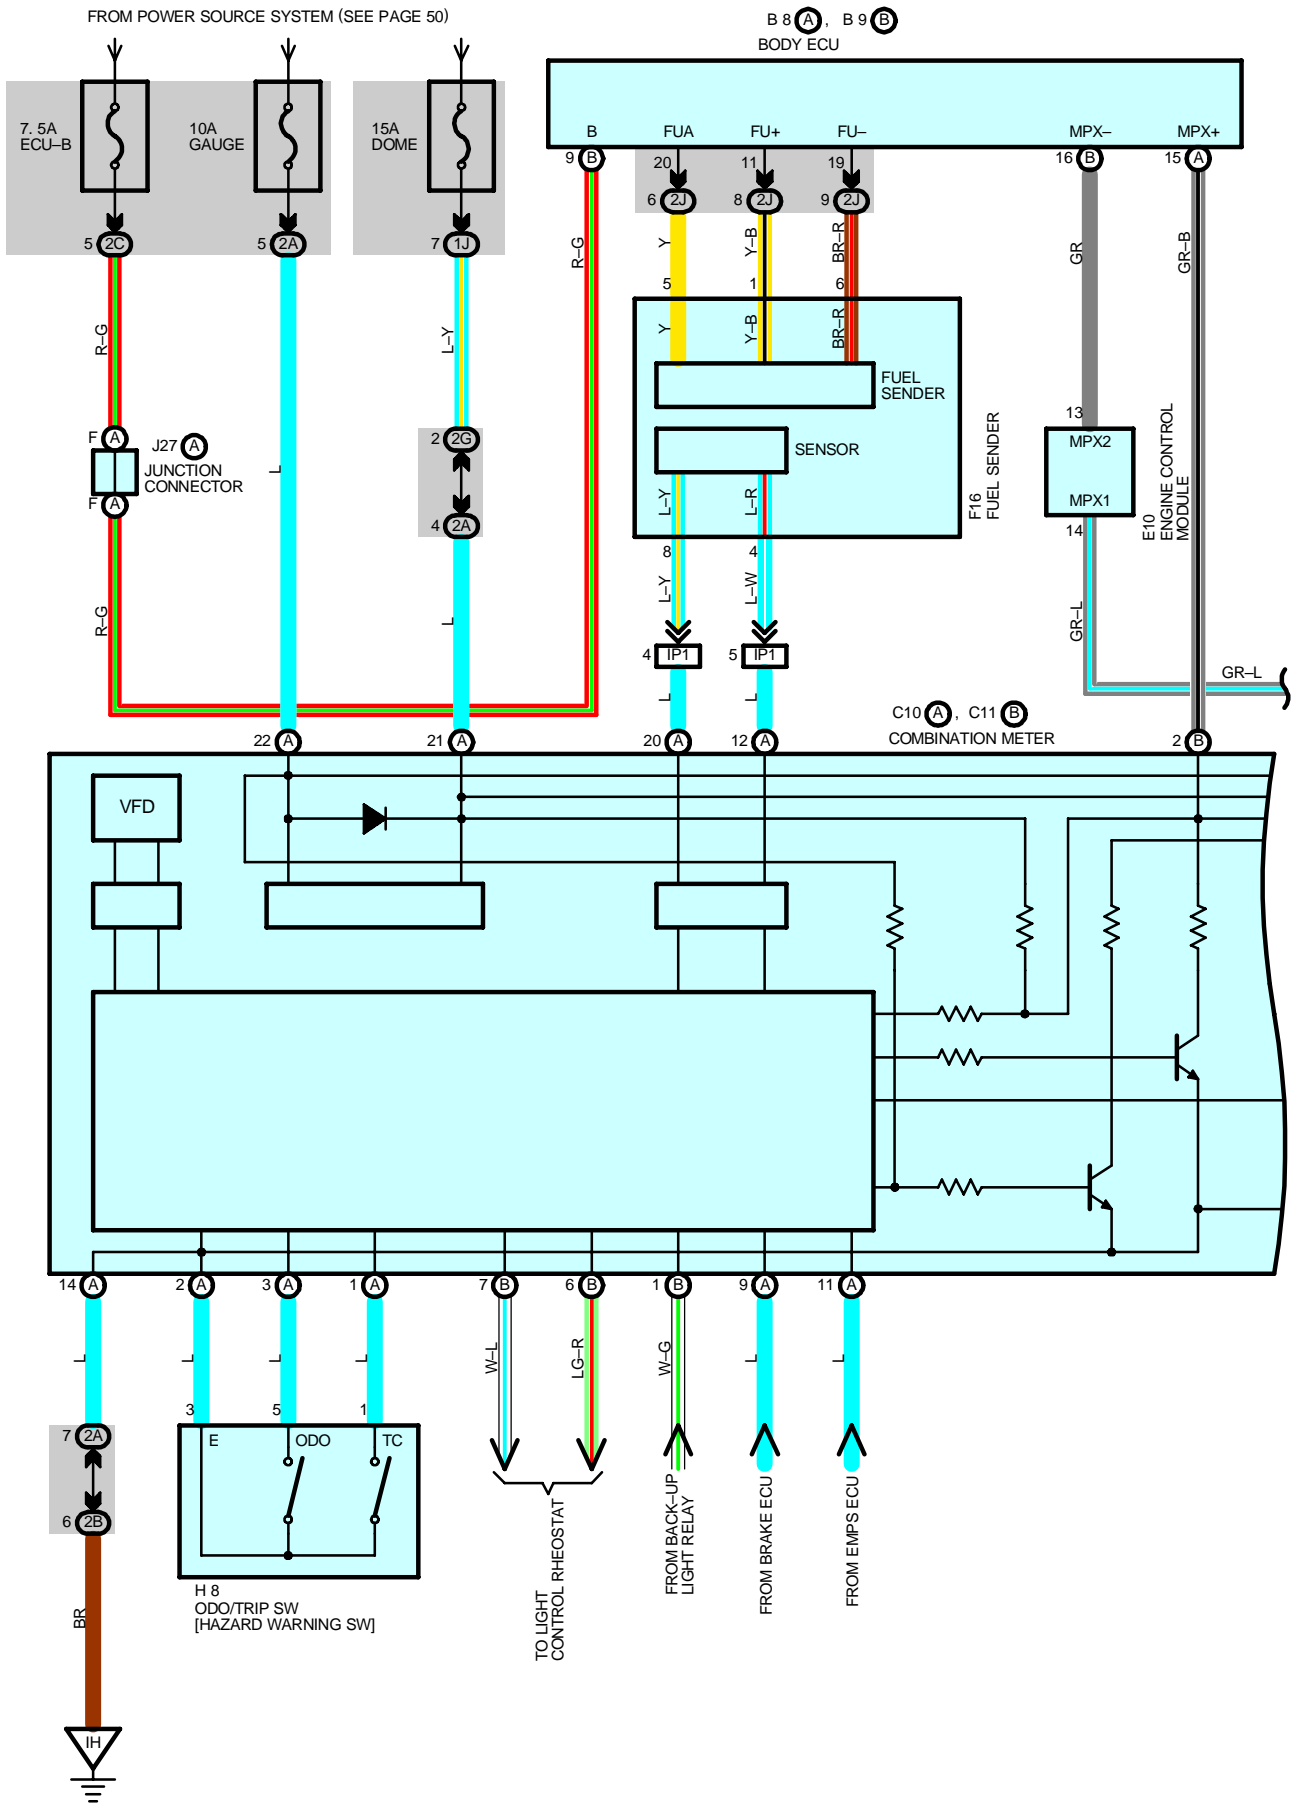 FROM POWER SOURCE SYSTEM (SEE PAGE 50)
B 8 A , B 9 B
BODY ECU
7. 5A
ECU–B
10A
GAUGE
15A
DOME
B
FUA
FU+
FU–
MPX–
MPX+
9 B
20
11
19
16 B
15 A
6 2J
8 2J
9 2J
5 2C
5 2A
7 1J
R–G
Y
Y–B
BR–R
GR
GR–B
5
1
6
R–G
L–Y
Y
Y–B
BR–R
FUEL
SENDER
SENSOR
F16
FUEL SENDER
13
MPX2
MPX1
14
E10
ENGINE CONTROL
MODULE
F A
J27 A
JUNCTION
CONNECTOR
F A
L
2 2G
4 2A
L–Y
L–R
8
4
R–G
L
L–Y
L–W
GR–L
4 IP1
5 IP1
L
L
GR–L
C10 A , C11 B
COMBINATION METER
22 A
21 A
20 A
12 A
2 B
VFD
14 A
2 A
3 A
1 A
7 B
6 B
1 B
9 A
11 A
L
L
L
L
W–L
LG–R
W–G
L
L
3
5
1
E
ODO
TC
7 2A
6 2B
H 8
ODO/TRIP SW
[HAZARD WARNING SW]
TO LIGHT
CONTROL RHEOSTAT
FROM BACK–UP
LIGHT RELAY
FROM BRAKE ECU
FROM EMPS ECU
BR
IH